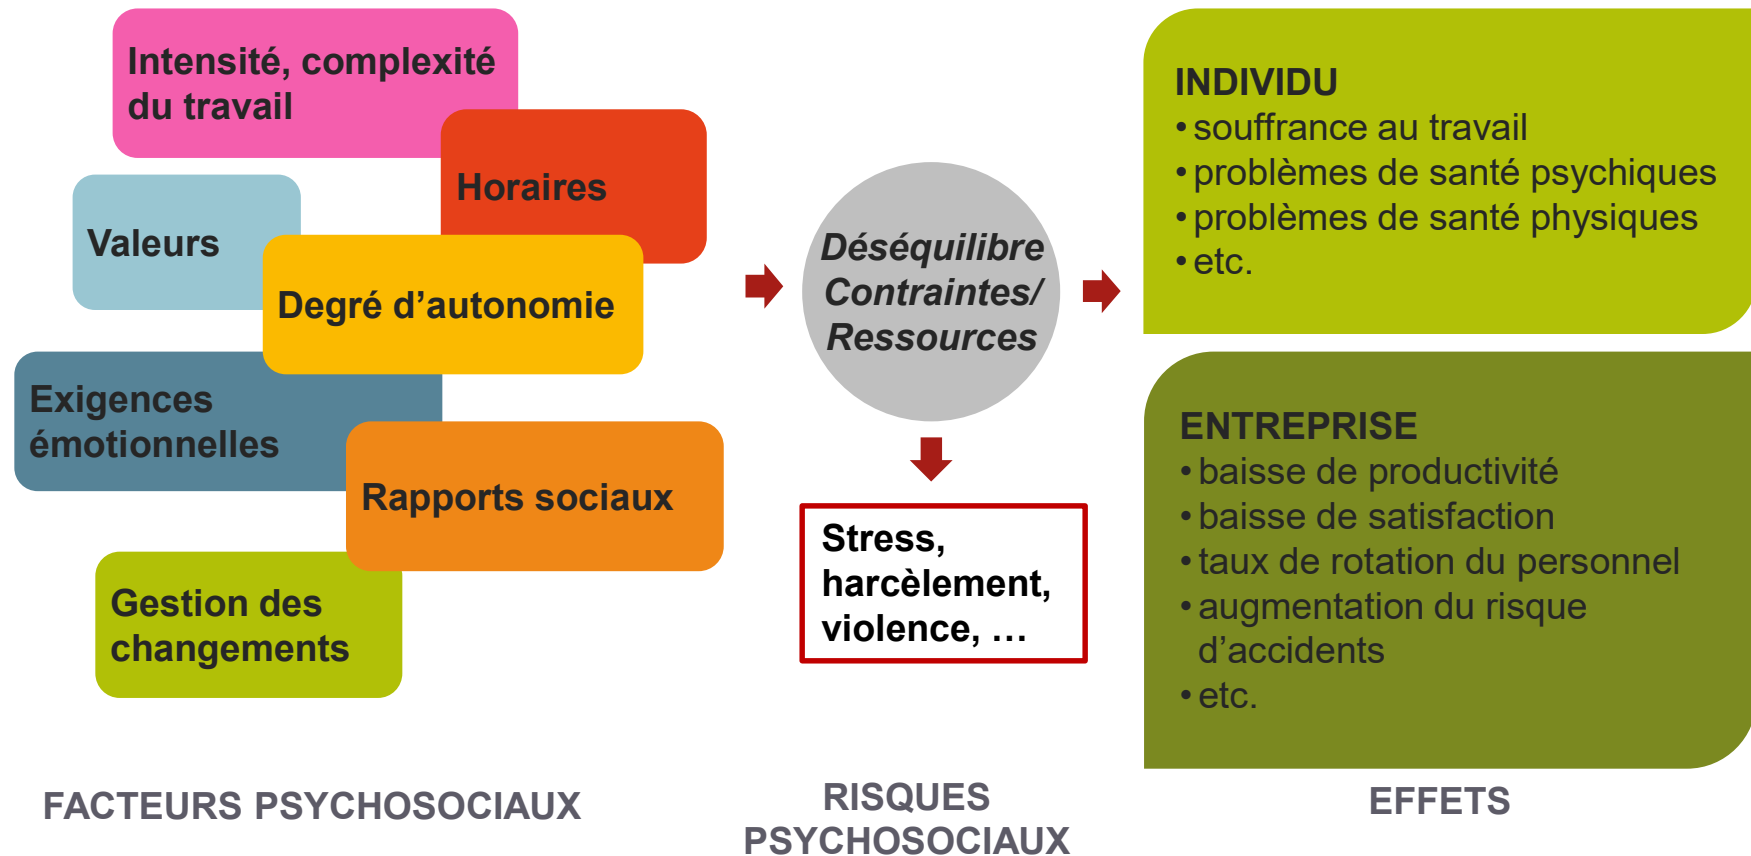 Intensité, complexité
du travail
Horaires
Valeurs
Degré d’autonomie
Exigences
émotionnelles
Rapports sociaux
Gestion des
changements
FACTEURS PSYCHOSOCIAUX
Déséquilibre
Contraintes/
Ressources
Stress,
harcèlement,
violence, …
RISQUES
PSYCHOSOCIAUX
INDIVIDU
• souffrance au travail
• problèmes de santé psychiques
• problèmes de santé physiques
• etc.
ENTREPRISE
• baisse de productivité
• baisse de satisfaction
• taux de rotation du personnel
• augmentation du risque
d’accidents
• etc.
EFFETS